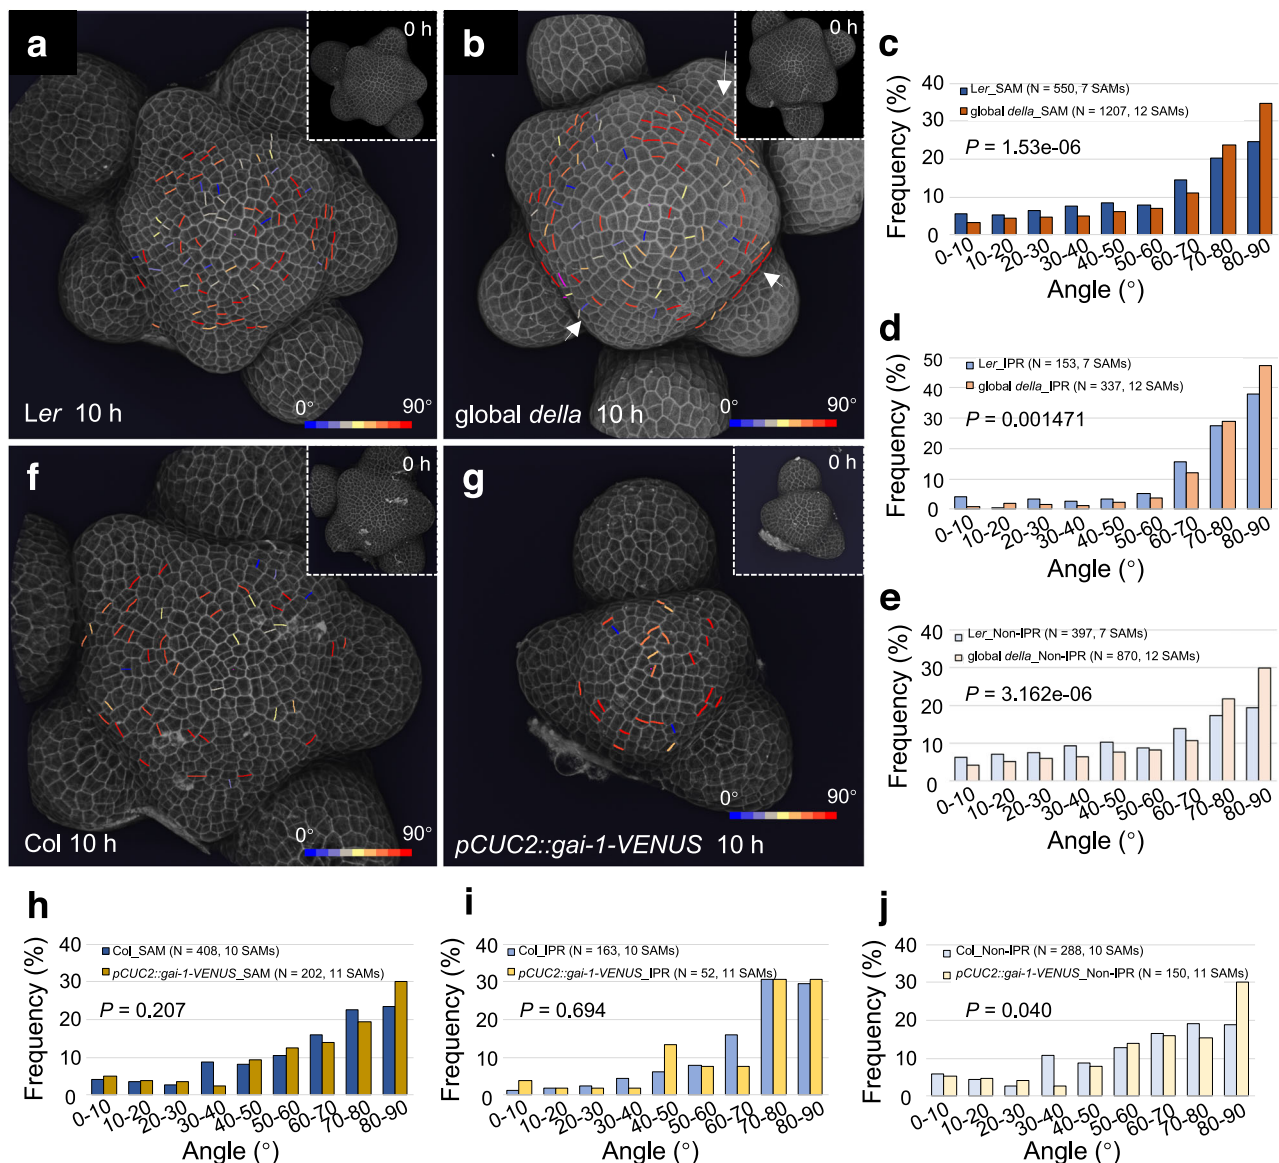 a
0 h
Ler 10 h
0° 90°
b
0 h
global della 10 h
0° 90°
c
Frequency (%)
40
30
20
10
0
Ler_SAM (N = 550, 7 SAMs)
global della_SAM (N = 1207, 12 SAMs)
P = 1.53e-06
0-10 10-20 20-30 30-40 40-50 50-60 60-70 70-80 80-90
Angle (°)
d
Frequency (%)
50
40
30
20
10
0
Ler_IPR (N = 153, 7 SAMs)
global della_IPR (N = 337, 12 SAMs)
P = 0.001471
0-10 10-20 20-30 30-40 40-50 50-60 60-70 70-80 80-90
Angle (°)
e
Frequency (%)
40
30
20
10
0
Ler_Non-IPR (N = 397, 7 SAMs)
global della_Non-IPR (N = 870, 12 SAMs)
P = 3.162e-06
0-10 10-20 20-30 30-40 40-50 50-60 60-70 70-80 80-90
Angle (°)
f
0 h
Col 10 h
0° 90°
g
0 h
pCUC2::gai-1-VENUS 10 h
0° 90°
h
Frequency (%)
40
30
20
10
0
Col_SAM (N = 408, 10 SAMs)
pCUC2::gai-1-VENUS_SAM (N = 202, 11 SAMs)
P = 0.207
0-10 10-20 20-30 30-40 40-50 50-60 60-70 70-80 80-90
Angle (°)
i
Frequency (%)
40
30
20
10
0
Col_IPR (N = 163, 10 SAMs)
pCUC2::gai-1-VENUS_IPR (N = 52, 11 SAMs)
P = 0.694
0-10 10-20 20-30 30-40 40-50 50-60 60-70 70-80 80-90
Angle (°)
j
Frequency (%)
40
30
20
10
0
Col_Non-IPR (N = 288, 10 SAMs)
pCUC2::gai-1-VENUS_Non-IPR (N = 150, 11 SAMs)
P = 0.040
0-10 10-20 20-30 30-40 40-50 50-60 60-70 70-80 80-90
Angle (°)